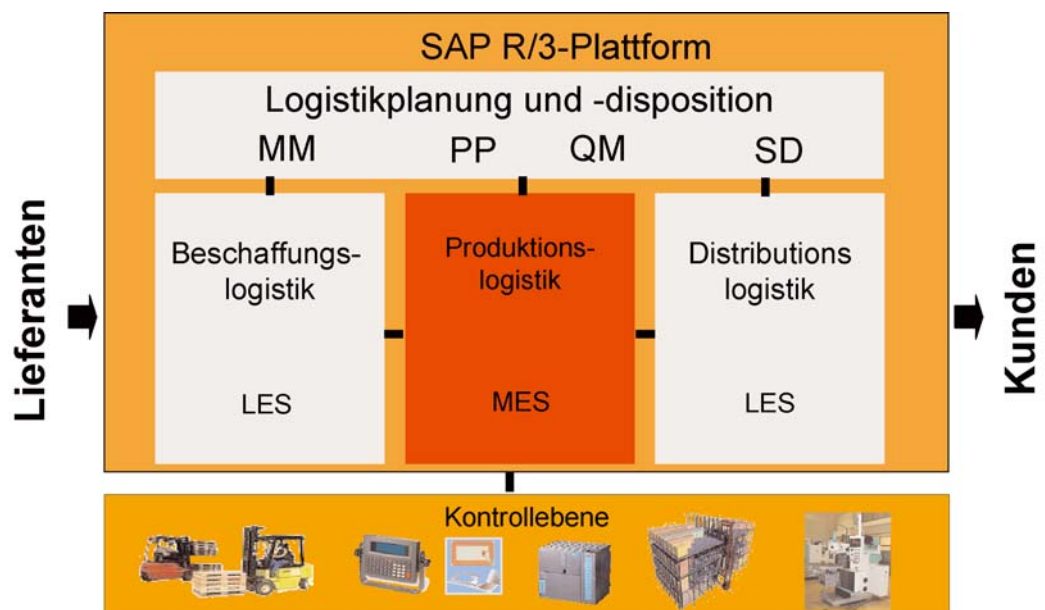 SAP R/3-Plattform
Logistikplanung und -disposition
MM PP QM SD
Lieferanten
Beschaffungs-
logistik
LES
Produktions-
logistik
MES
Distributions
logistik
LES
Kunden
Kontrollebene